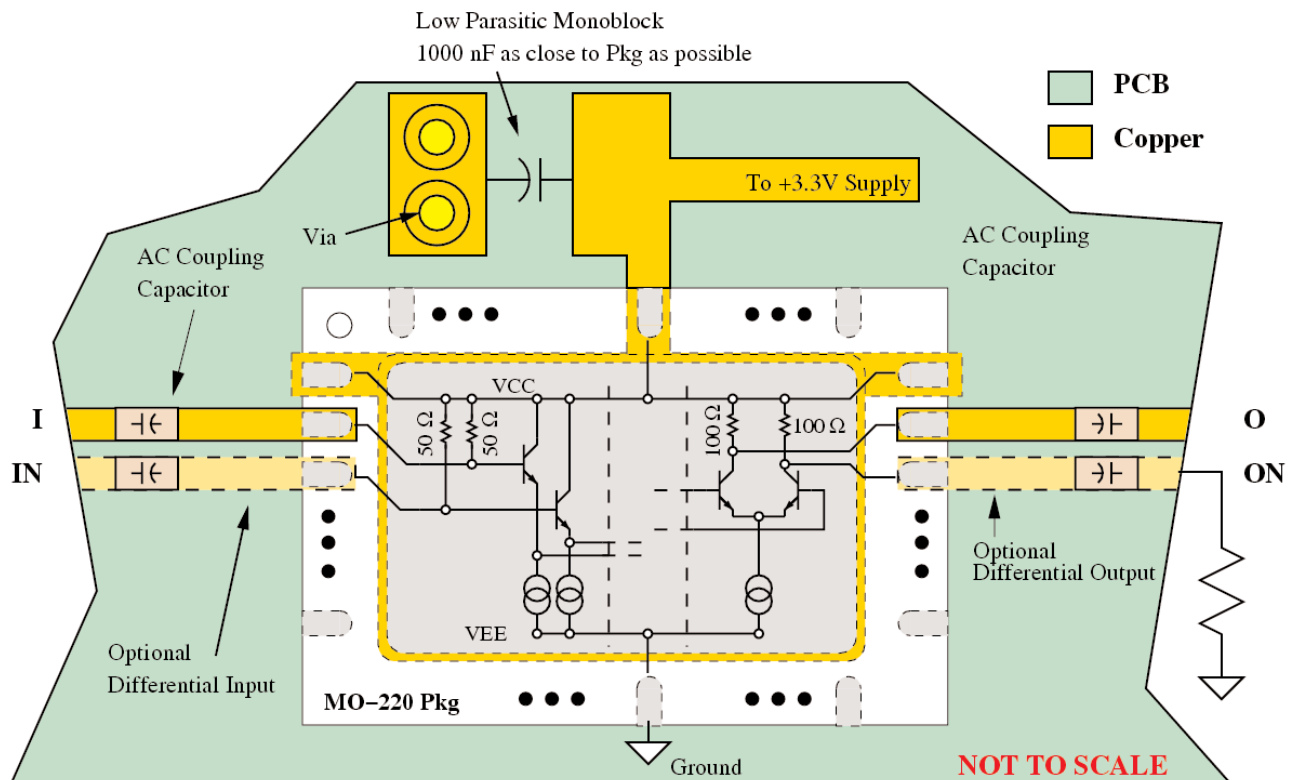 Low Parasitic Monoblock
1000 nF as close to Pkg as possible
PCB
Copper
To +3.3V Supply
Via
AC Coupling
Capacitor
AC Coupling
Capacitor
VCC
I
50 Ω
50 Ω
100 Ω
100 Ω
O
IN
ON
Optional
Differential Output
VEE
Optional
Differential Input
MO−220 Pkg
Ground
NOT TO SCALE